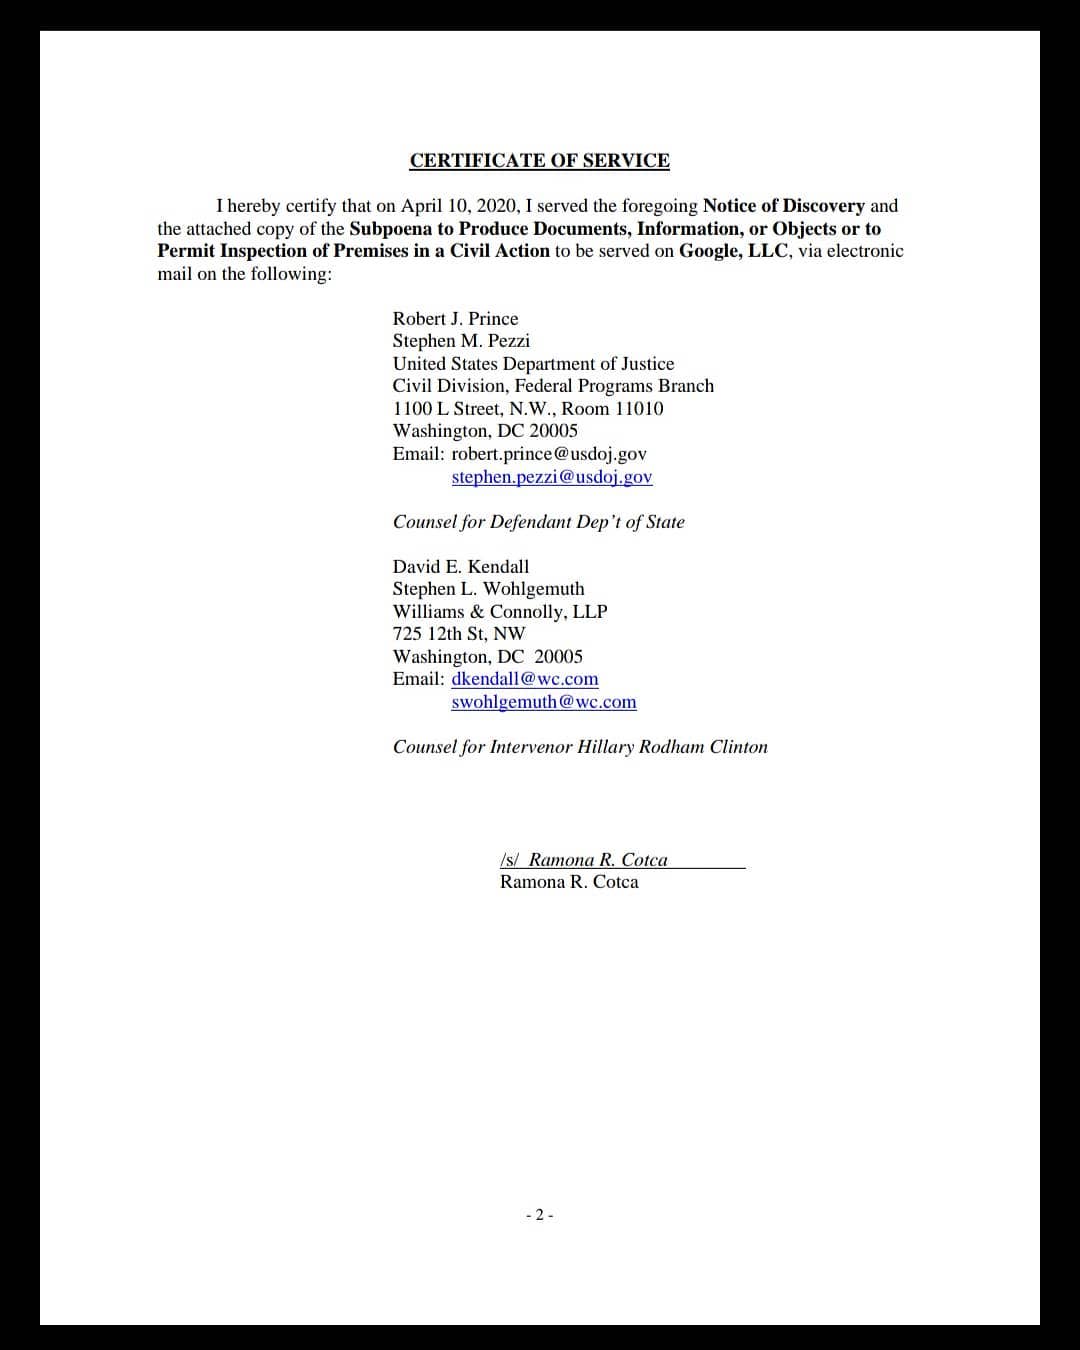 CERTIFICATE OF SERVICE
I hereby certify that on April 10, 2020, I served the foregoing Notice of Discovery and
the attached copy of the Subpoena to Produce Documents, Information, or Objects or to
Permit Inspection of Premises in a Civil Action to be served on Google, LLC, via electronic
mail on the following:
Robert J. Prince
Stephen M. Pezzi
United States Department of Justice
Civil Division, Federal Programs Branch
1100 L Street, N.W., Room 11010
Washington, DC 20005
Email: robert.prince@usdoj.gov
stephen.pezzi@usdoj.gov
Counsel for Defendant Dep't of State
David E. Kendall
Stephen L. Wohlgemuth
Williams & Connolly, LLP
725 12th St, NW
Washington, DC 20005
Email: dkendall@wc.com
swohlgemuth@wc.com
Counsel for Intervenor Hillary Rodham Clinton
/s/ Ramona R. Cotca
Ramona R. Cotca
- 2 -